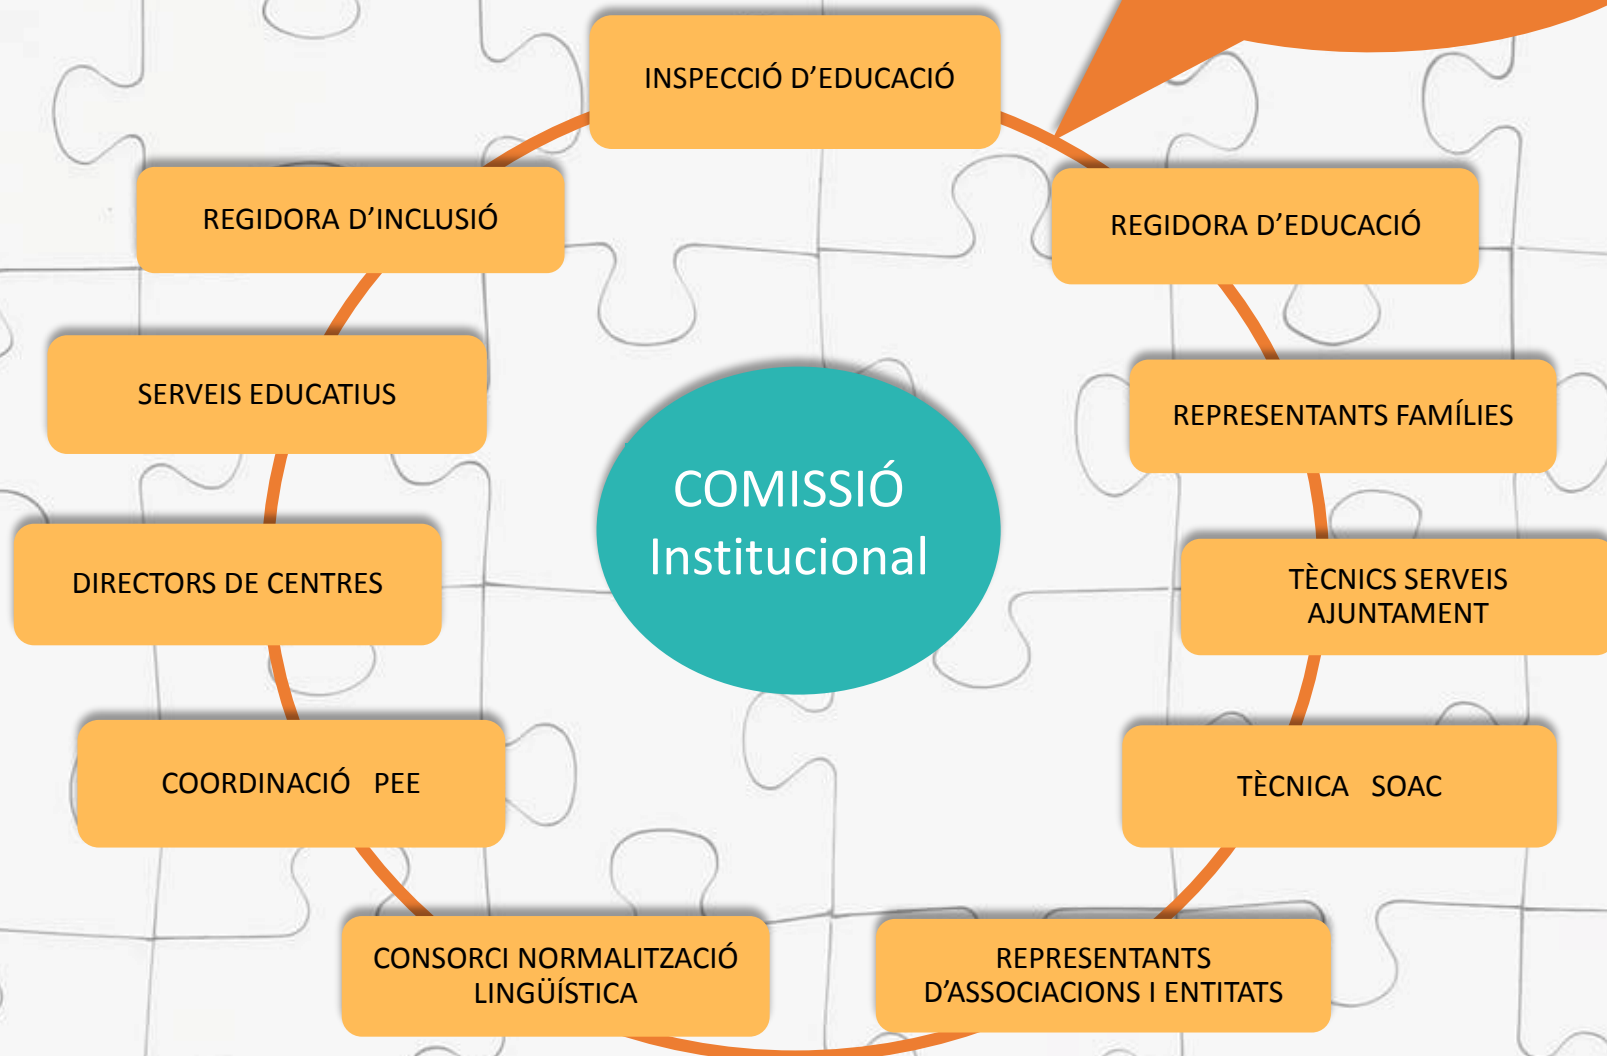 INSPECCIÓ D’EDUCACIÓ
REGIDORA D’INCLUSIÓ
REGIDORA D’EDUCACIÓ
SERVEIS EDUCATIUS
REPRESENTANTS FAMÍLIES
COMISSIÓ
Institucional
DIRECTORS DE CENTRES
TÈCNICS SERVEIS
AJUNTAMENT
COORDINACIÓ PEE
TÈCNICA SOAC
CONSORCI NORMALITZACIÓ
LINGÜÍSTICA
REPRESENTANTS
D’ASSOCIACIONS I ENTITATS